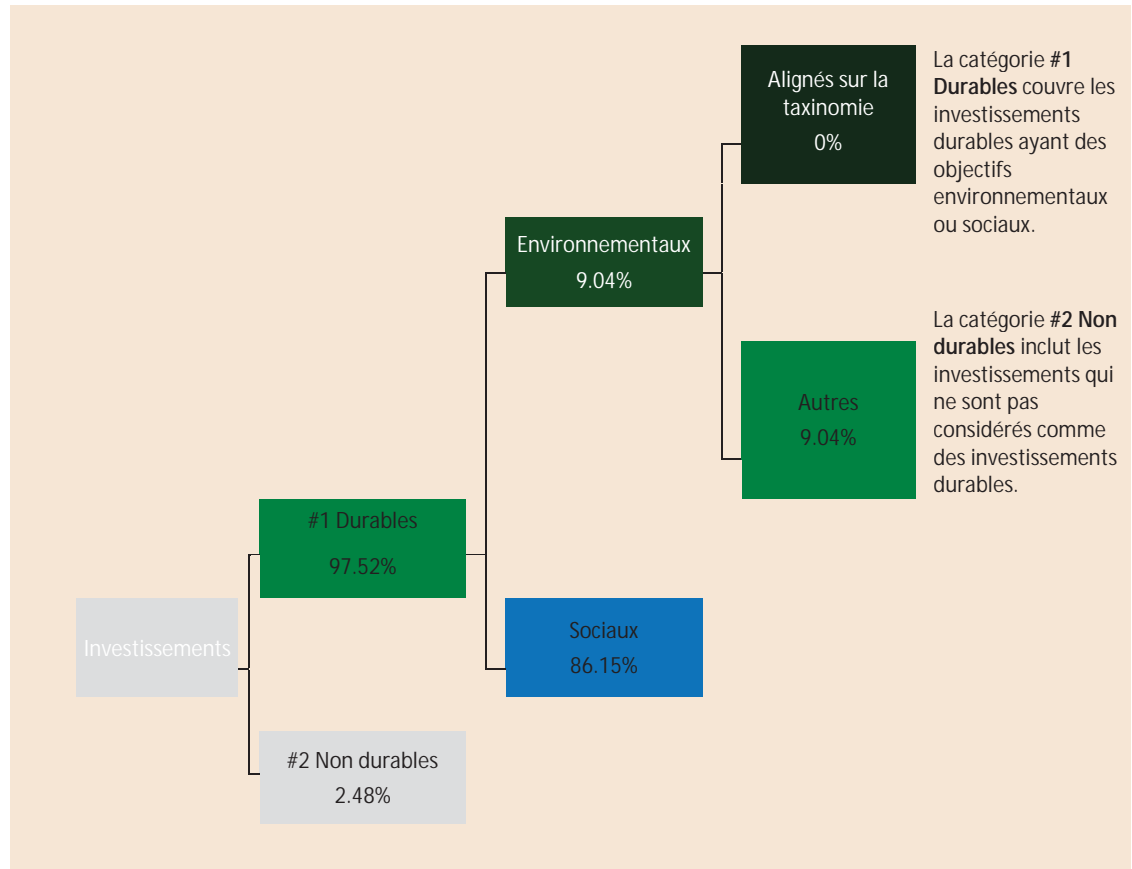 Alignés sur la
taxinomie
0%
La catégorie #1
Durables couvre les
investissements
durables ayant des
objectifs
environnementaux
ou sociaux.
Environnementaux
9.04%
La catégorie #2 Non
durables inclut les
investissements qui
ne sont pas
considérés comme
des investissements
durables.
Autres
9.04%
#1 Durables
97.52%
Investissements
Sociaux
86.15%
#2 Non durables
2.48%